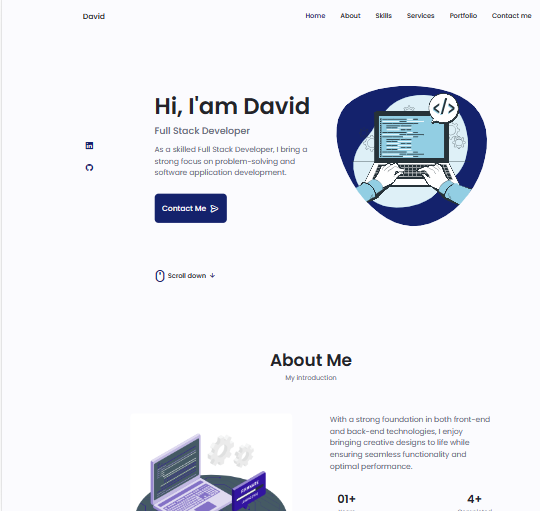 David
Home About Skills Services Portfolio Contact me
Hi, I'am David
Full Stack Developer
As a skilled Full Stack Developer, I bring a
strong focus on problem-solving and
software application development.
Contact Me
Scroll down
</>
About Me
My introduction
With a strong foundation in both front-end
and back-end technologies, I enjoy
bringing creative designs to life while
ensuring seamless functionality and
optimal performance.
01+ 4+